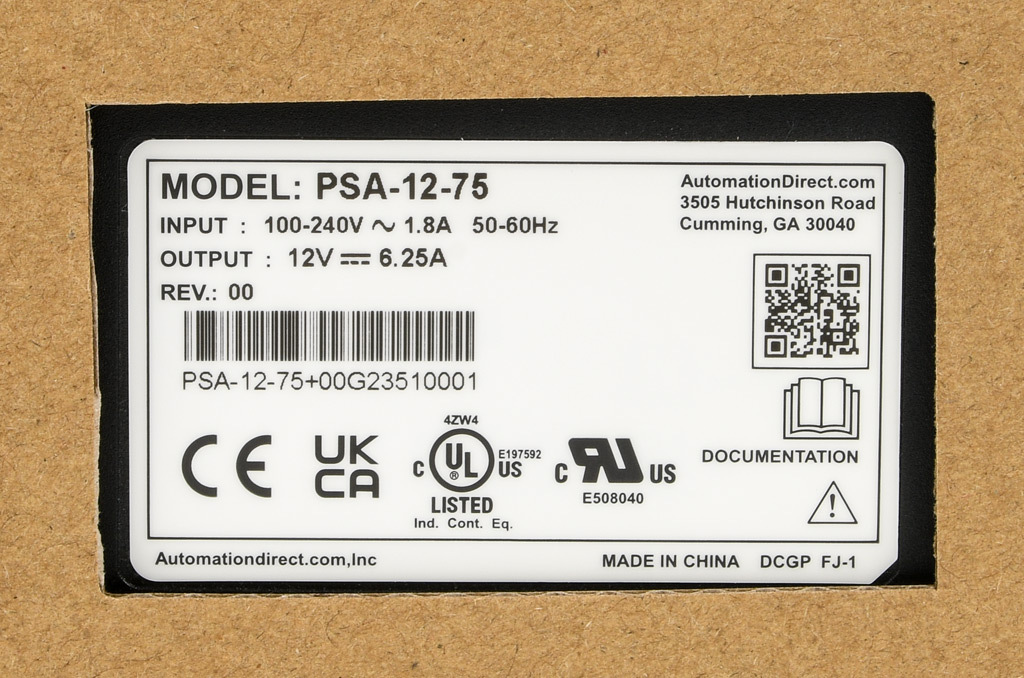 MODEL: PSA-12-75
INPUT : 100-240V ~ 1.8A 50-60Hz
OUTPUT : 12V ⎓ 6.25A
REV.: 00
PSA-12-75+00G23510001
AutomationDirect.com
3505 Hutchinson Road
Cumming, GA 30040
DOCUMENTATION
CE
UK
CA
4ZW4
C UL ® US
E197592
LISTED
Ind. Cont. Eq.
C RU US
E508040
Automationdirect.com,Inc
MADE IN CHINA DCGP FJ-1